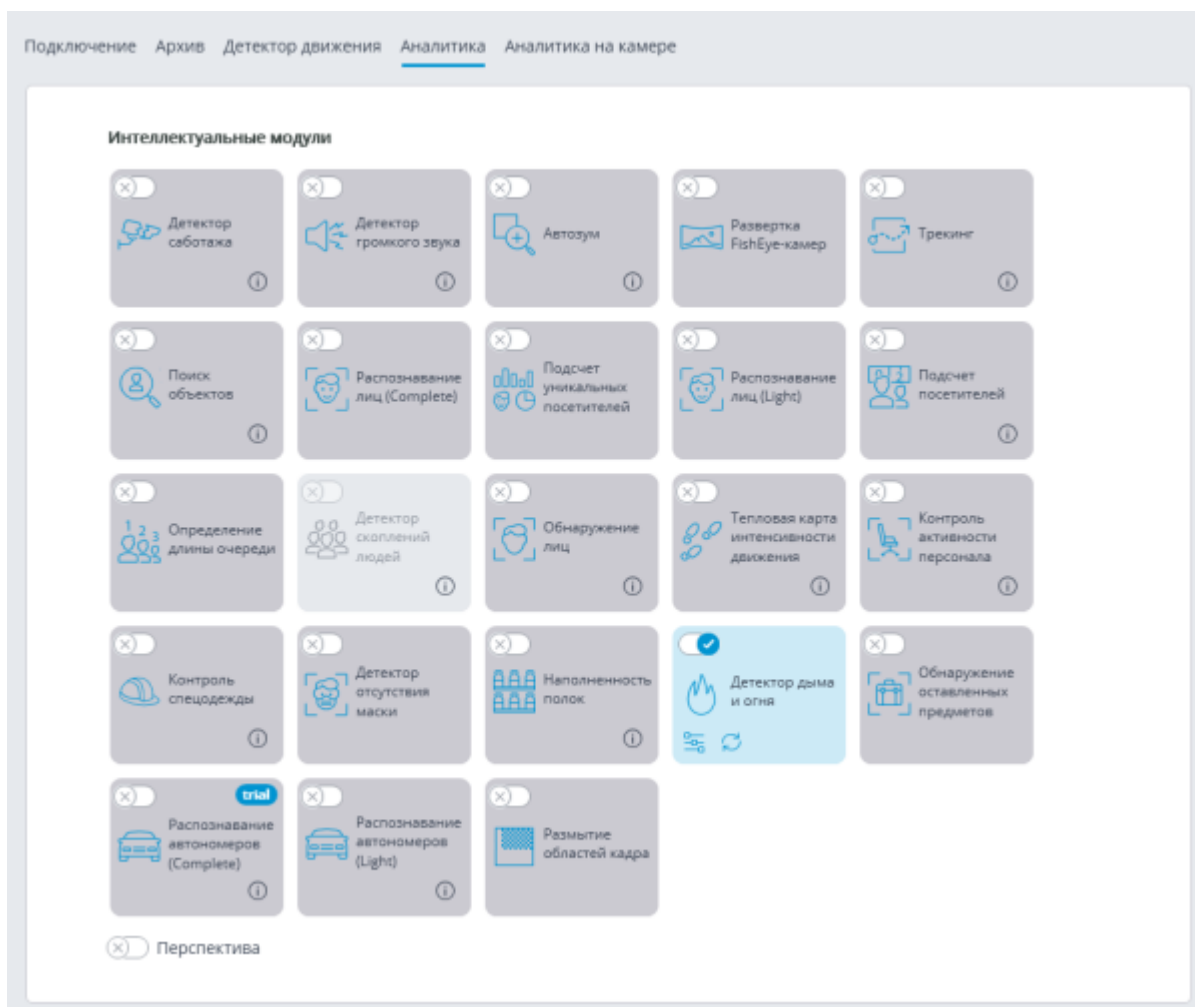 Подключение Архив Детектор движения Аналитика Аналитика на камере
Интеллектуальные модули
Детектор
саботажа
Детектор
громкого звука
Автозум
Развертка
FishEye-камер
Трекинг
Поиск
объектов
Распознавание
лиц (Complete)
Подсчет
уникальных
посетителей
Распознавание
лиц (Light)
Подсчет
посетителей
Определение
длины очереди
Детектор
скоплений
людей
Обнаружение
лиц
Тепловая карта
интенсивности
движения
Контроль
активности
персонала
Контроль
спецодежды
Детектор
отсутствия
маски
Наполненность
полок
Детектор дыма
и огня
Обнаружение
оставленных
предметов
trial
Распознавание
автономеров
(Complete)
Распознавание
автономеров
(Light)
Размытие
областей кадра
Перспектива